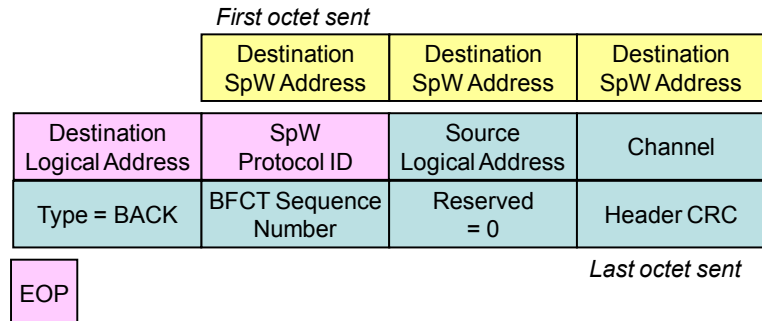 First octet sent
Destination SpW Address
Destination SpW Address
Destination SpW Address
Destination Logical Address
SpW Protocol ID
Source Logical Address
Channel
Type = BACK
BFCT Sequence Number
Reserved = 0
Header CRC
Last octet sent
EOP